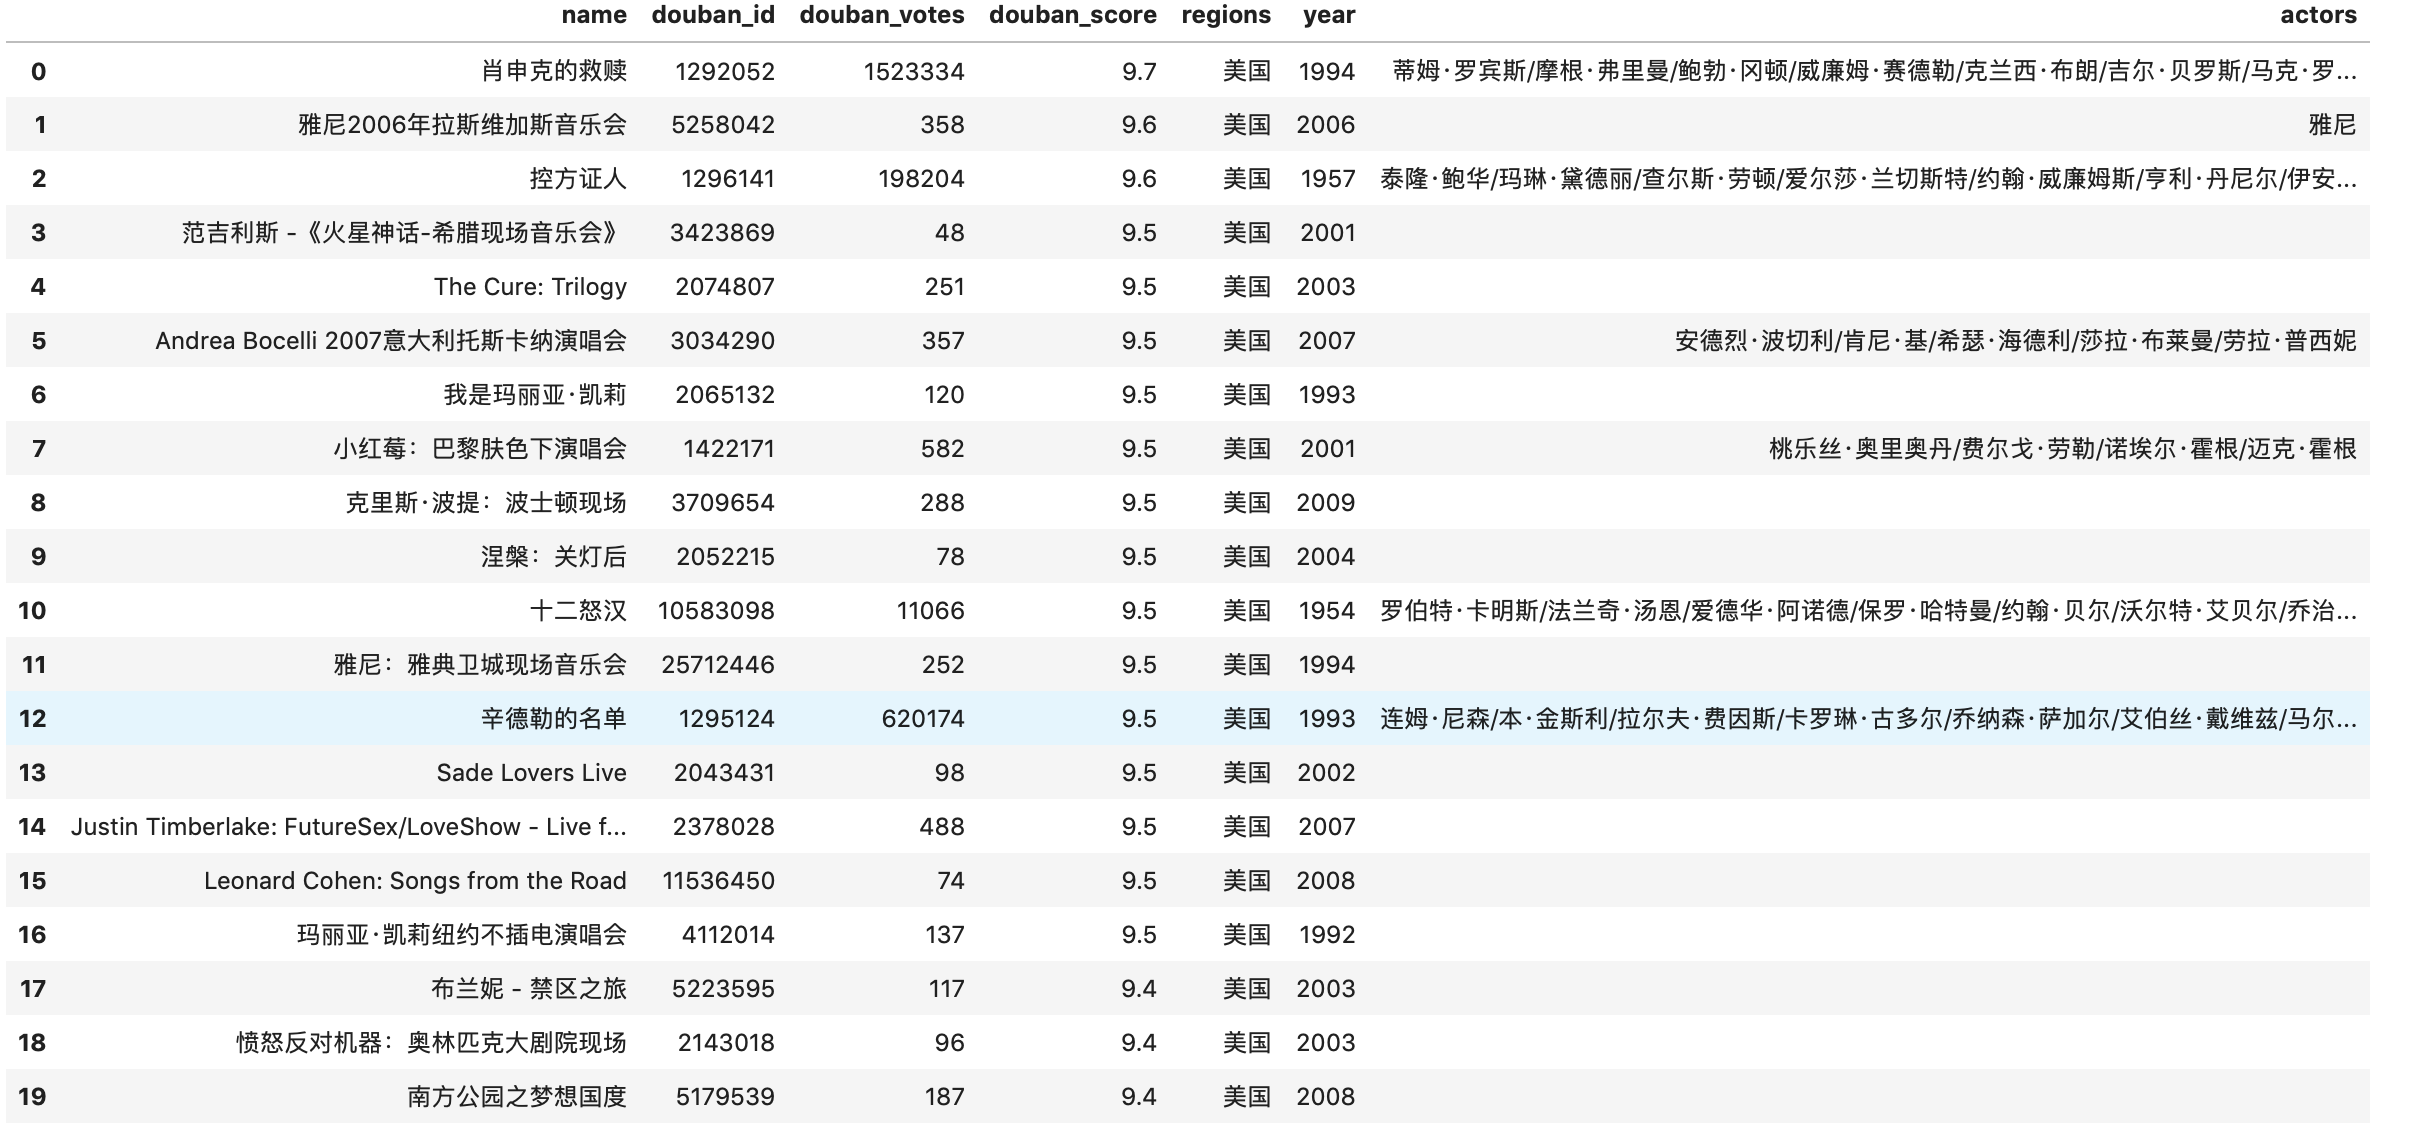 name douban_id douban_votes douban_score regions year actors
0 肖申克的救赎 1292052 1523334 9.7 美国 1994 蒂姆·罗宾斯/摩根·弗里曼/鲍勃·冈顿/威廉姆·赛德勒/克兰西·布朗/吉尔·贝罗斯/马克·罗...
1 雅尼2006年拉斯维加斯音乐会 5258042 358 9.6 美国 2006 雅尼
2 控方证人 1296141 198204 9.6 美国 1957 泰隆·鲍华/玛琳·黛德丽/查尔斯·劳顿/爱尔莎·兰切斯特/约翰·威廉姆斯/亨利·丹尼尔/伊安...
3 范吉利斯 -《火星神话-希腊现场音乐会》 3423869 48 9.5 美国 2001
4 The Cure: Trilogy 2074807 251 9.5 美国 2003
5 Andrea Bocelli 2007意大利托斯卡纳演唱会 3034290 357 9.5 美国 2007 安德烈·波切利/肯尼·基/希瑟·海德利/莎拉·布莱曼/劳拉·普西妮
6 我是玛丽亚·凯莉 2065132 120 9.5 美国 1993
7 小红莓：巴黎肤色下演唱会 1422171 582 9.5 美国 2001 桃乐丝·奥里奥丹/费尔戈·劳勒/诺埃尔·霍根/迈克·霍根
8 克里斯·波提：波士顿现场 3709654 288 9.5 美国 2009
9 涅槃：关灯后 2052215 78 9.5 美国 2004
10 十二怒汉 10583098 11066 9.5 美国 1954 罗伯特·卡明斯/法兰奇·汤恩/爱德华·阿诺德/保罗·哈特曼/约翰·贝尔/沃尔特·艾贝尔/乔治...
11 雅尼：雅典卫城现场音乐会 25712446 252 9.5 美国 1994
12 辛德勒的名单 1295124 620174 9.5 美国 1993 连姆·尼森/本·金斯利/拉尔夫·费因斯/卡罗琳·古多尔/乔纳森·萨加尔/艾伯丝·戴维兹/马尔...
13 Sade Lovers Live 2043431 98 9.5 美国 2002
14 Justin Timberlake: FutureSex/LoveShow - Live f... 2378028 488 9.5 美国 2007
15 Leonard Cohen: Songs from the Road 11536450 74 9.5 美国 2008
16 玛丽亚·凯莉纽约不插电演唱会 4112014 137 9.5 美国 1992
17 布兰妮 - 禁区之旅 5223595 117 9.4 美国 2003
18 愤怒反对机器：奥林匹克大剧院现场 2143018 96 9.4 美国 2003
19 南方公园之梦想国度 5179539 187 9.4 美国 2008